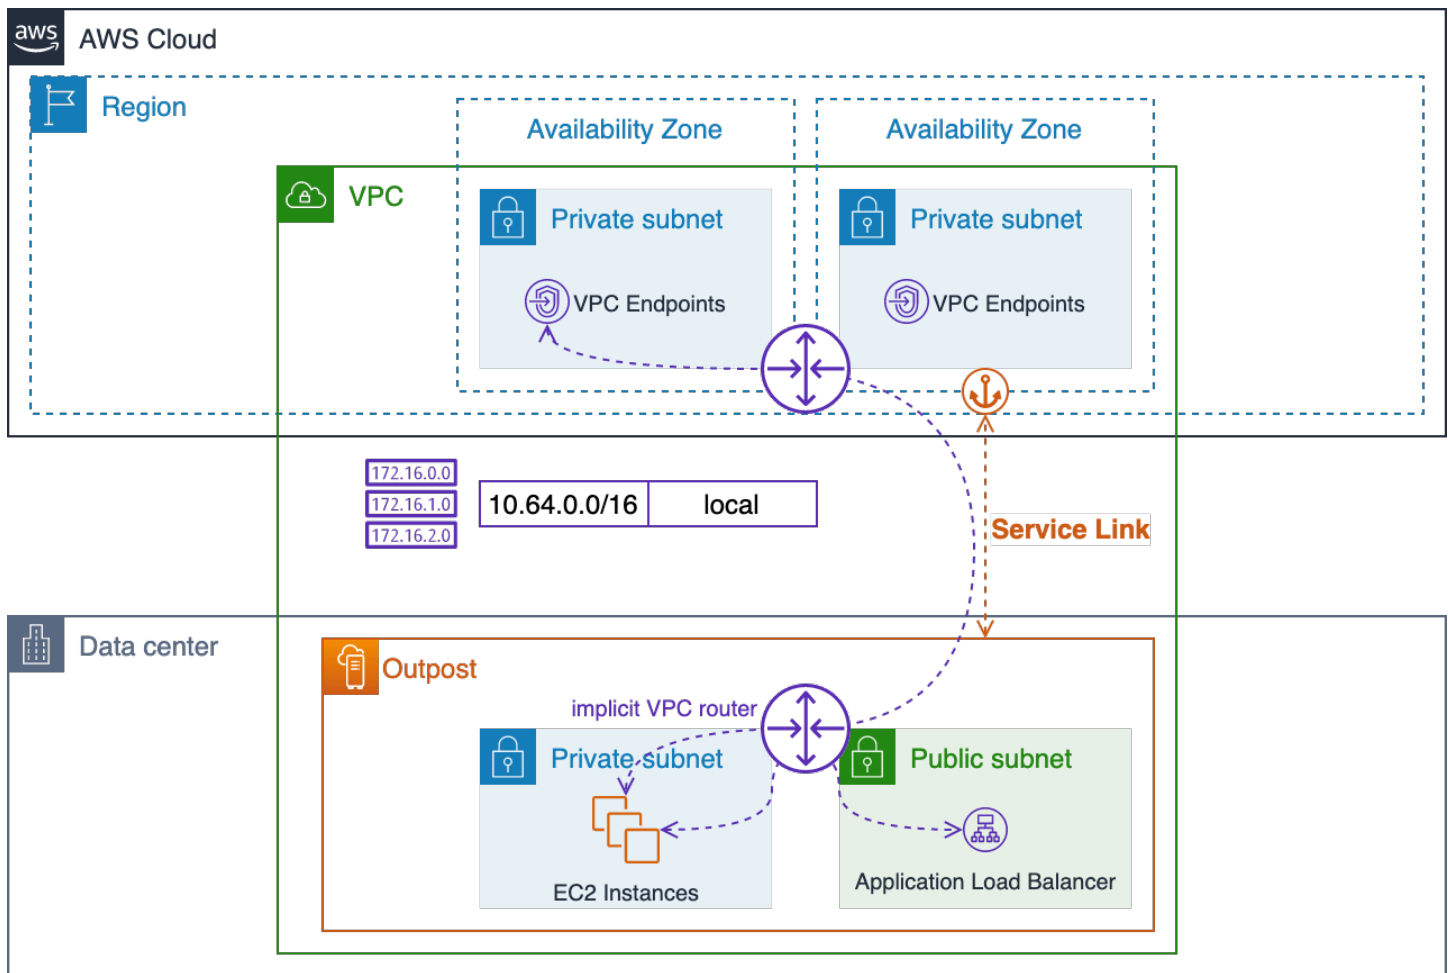 aws
AWS Cloud
Region
Availability Zone
Availability Zone
VPC
Private subnet
Private subnet
VPC Endpoints
VPC Endpoints
172.16.0.0
172.16.1.0
172.16.2.0
10.64.0.0/16
local
Service Link
Data center
Outpost
implicit VPC router
Private subnet
Public subnet
EC2 Instances
Application Load Balancer